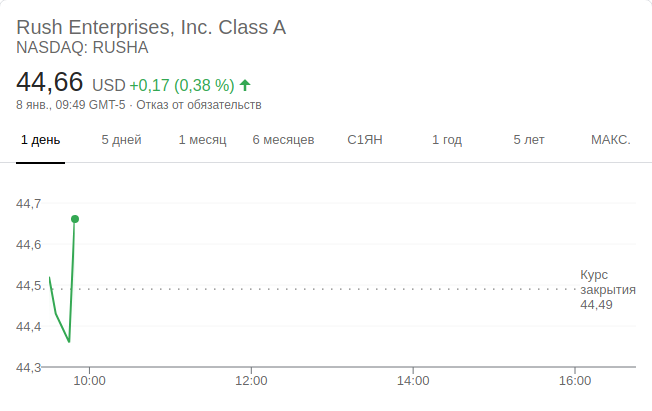 Rush Enterprises, Inc. Class A
NASDAQ: RUSHA
44,66 USD +0,17 (0,38 %)
8 янв., 09:49 GMT-5 · Отказ от обязательств
1 день 5 дней 1 месяц 6 месяцев С1ЯН 1 год 5 лет МАКС.
44,7
44,6
44,5
44,4
44,3
Курс
закрытия
44,49
10:00 12:00 14:00 16:00